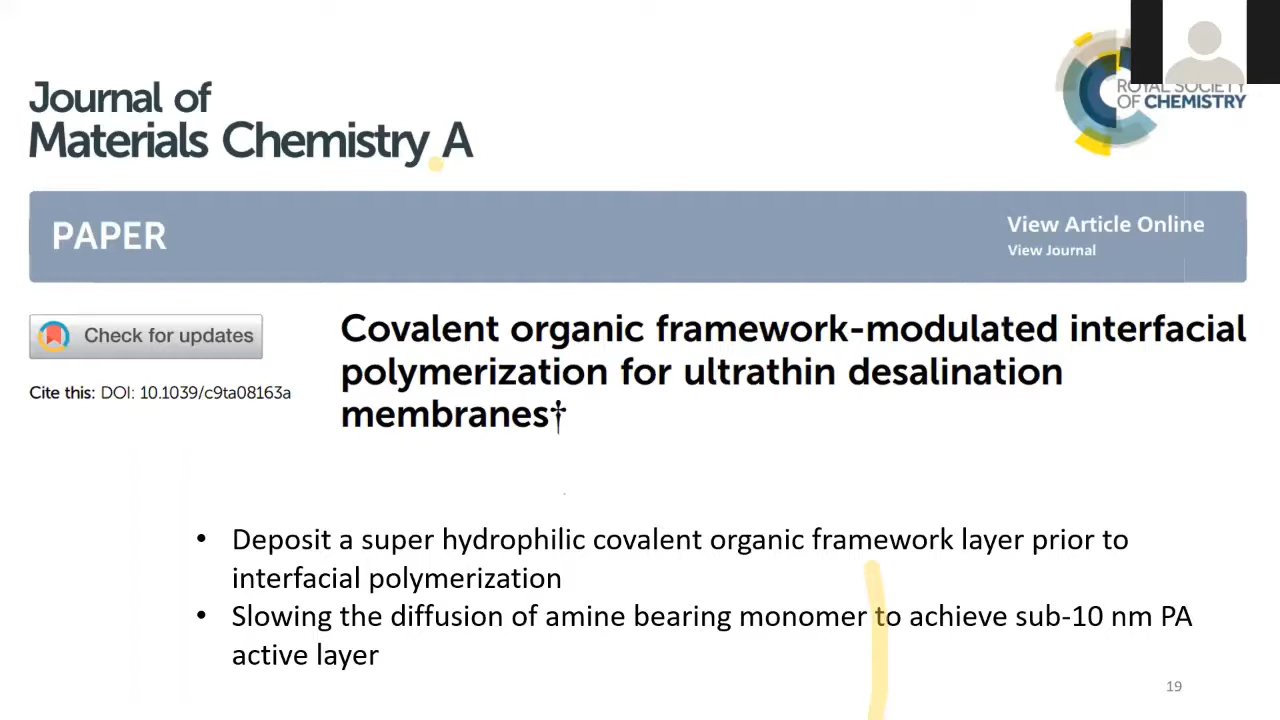 Journal of
Materials Chemistry A
ROYAL SOCIETY
OF CHEMISTRY
PAPER
View Article Online
View Journal
Check for updates
Cite this: DOI: 10.1039/c9ta08163a
Covalent organic framework-modulated interfacial
polymerization for ultrathin desalination
membranes†
• Deposit a super hydrophilic covalent organic framework layer prior to
interfacial polymerization
• Slowing the diffusion of amine bearing monomer to achieve sub-10 nm PA
active layer
19